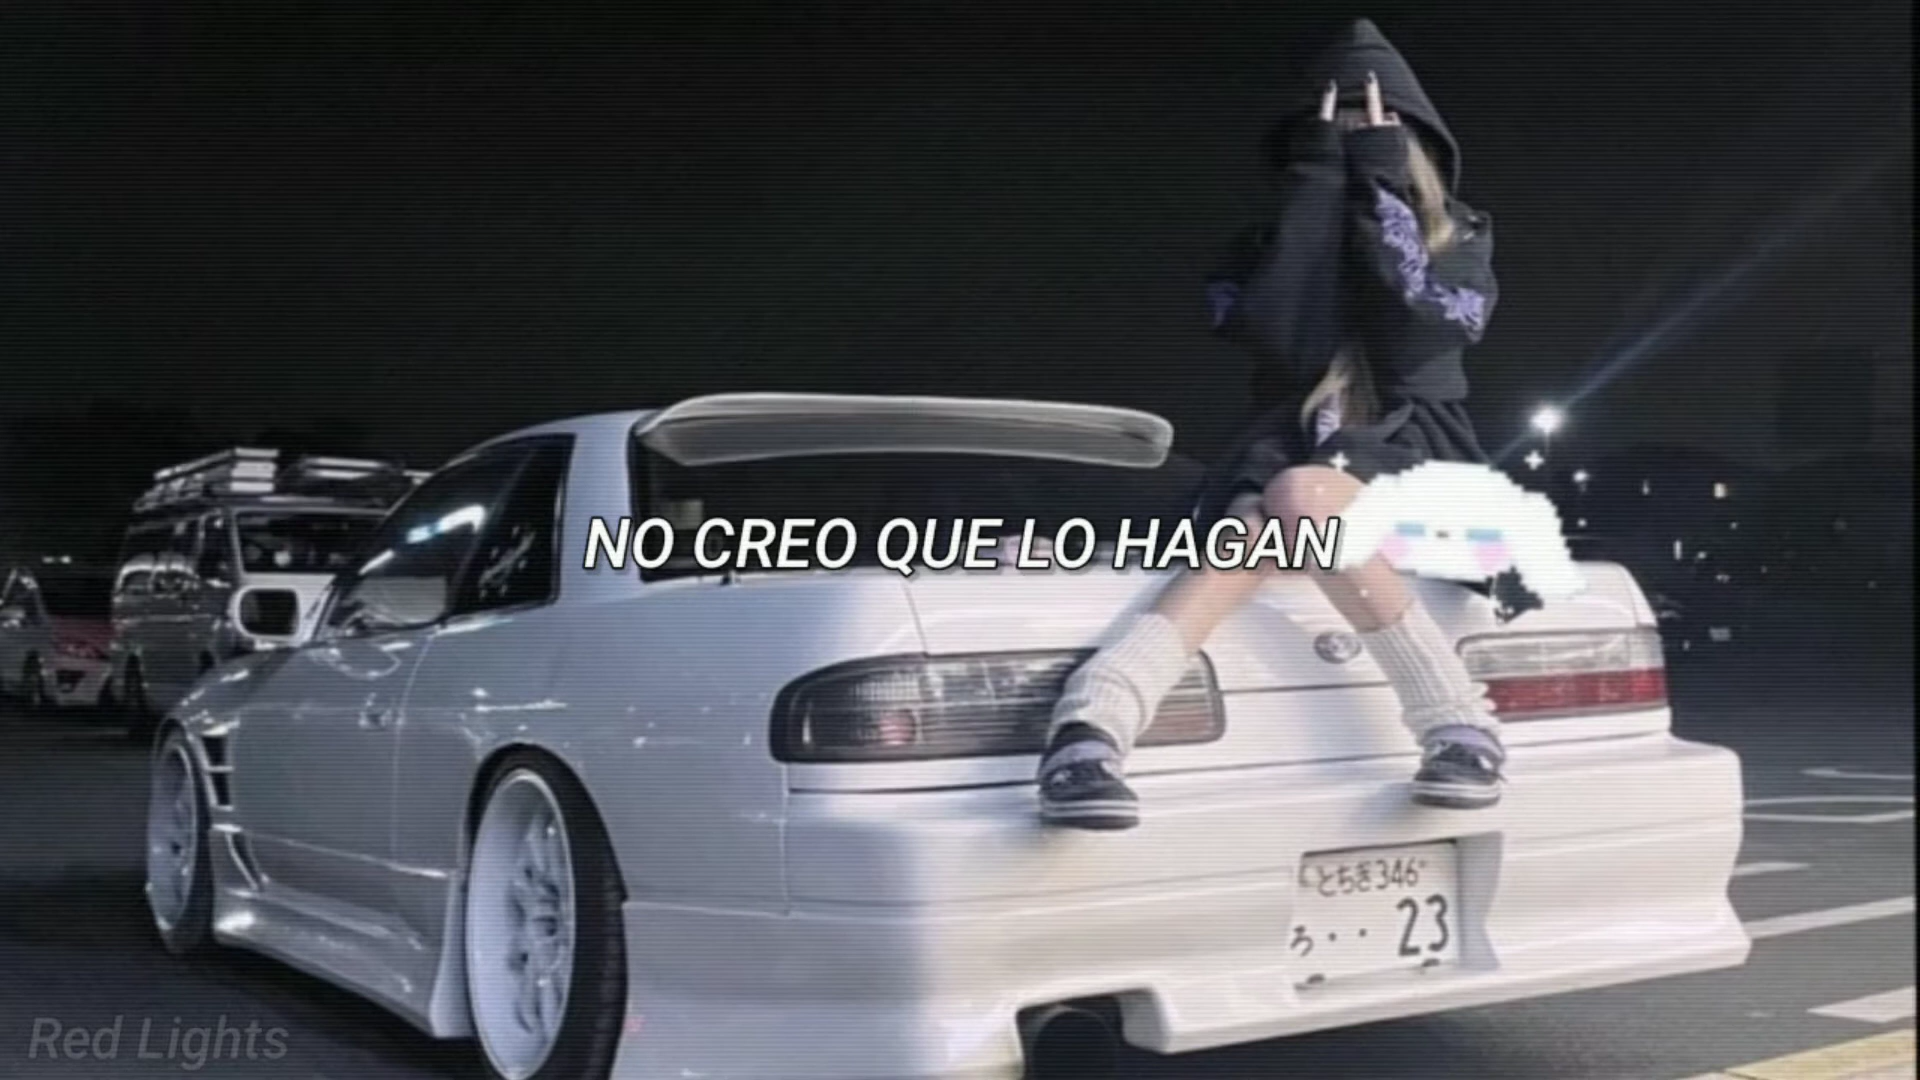 NO CREO QUE LO HAGAN
とちぎ346
ろ ・・ 23
Red Lights